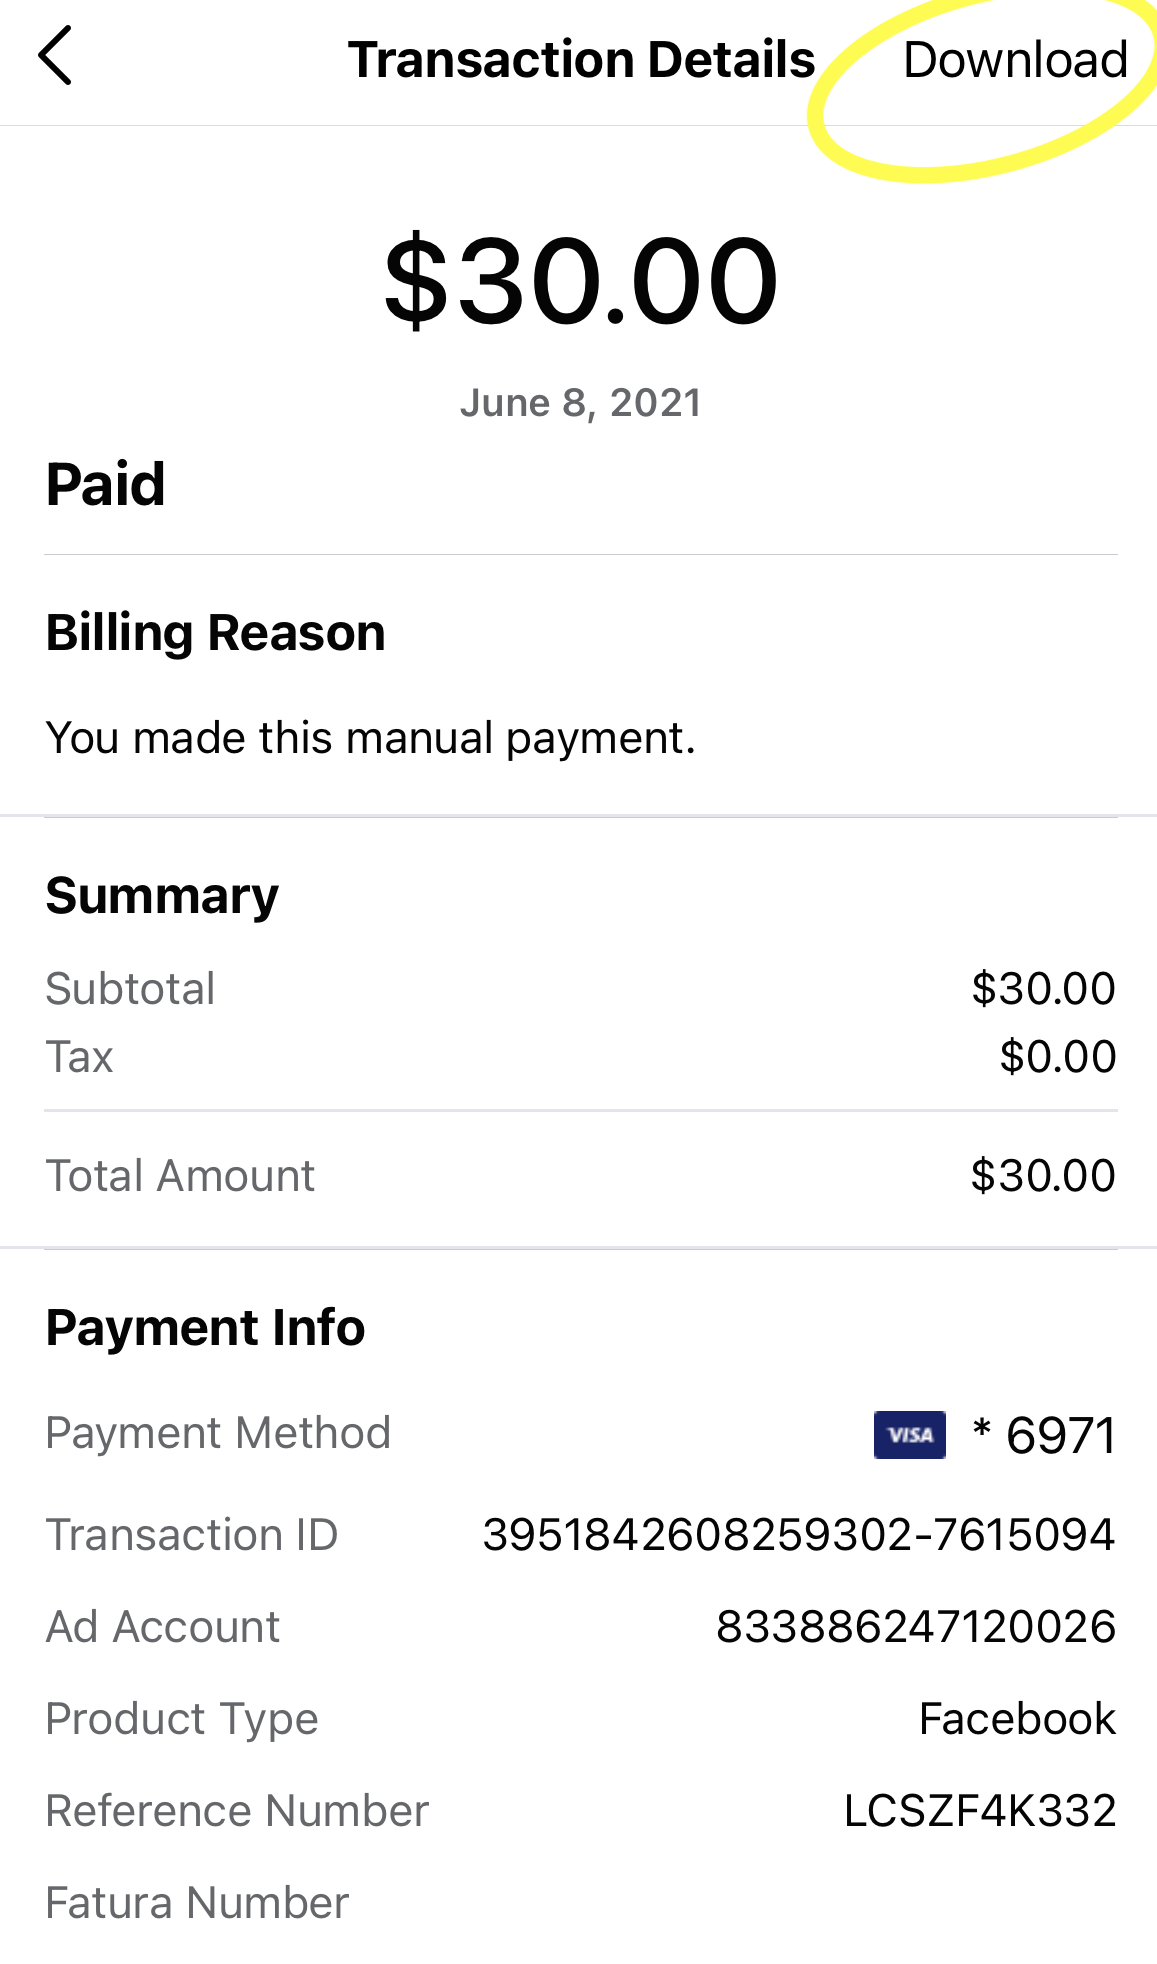 Transaction Details Download
$30.00
June 8, 2021
Paid
Billing Reason
You made this manual payment.
Summary
Subtotal $30.00
Tax $0.00
Total Amount $30.00
Payment Info
Payment Method VISA * 6971
Transaction ID 3951842608259302-7615094
Ad Account 833886247120026
Product Type Facebook
Reference Number LCSZF4K332
Fatura Number